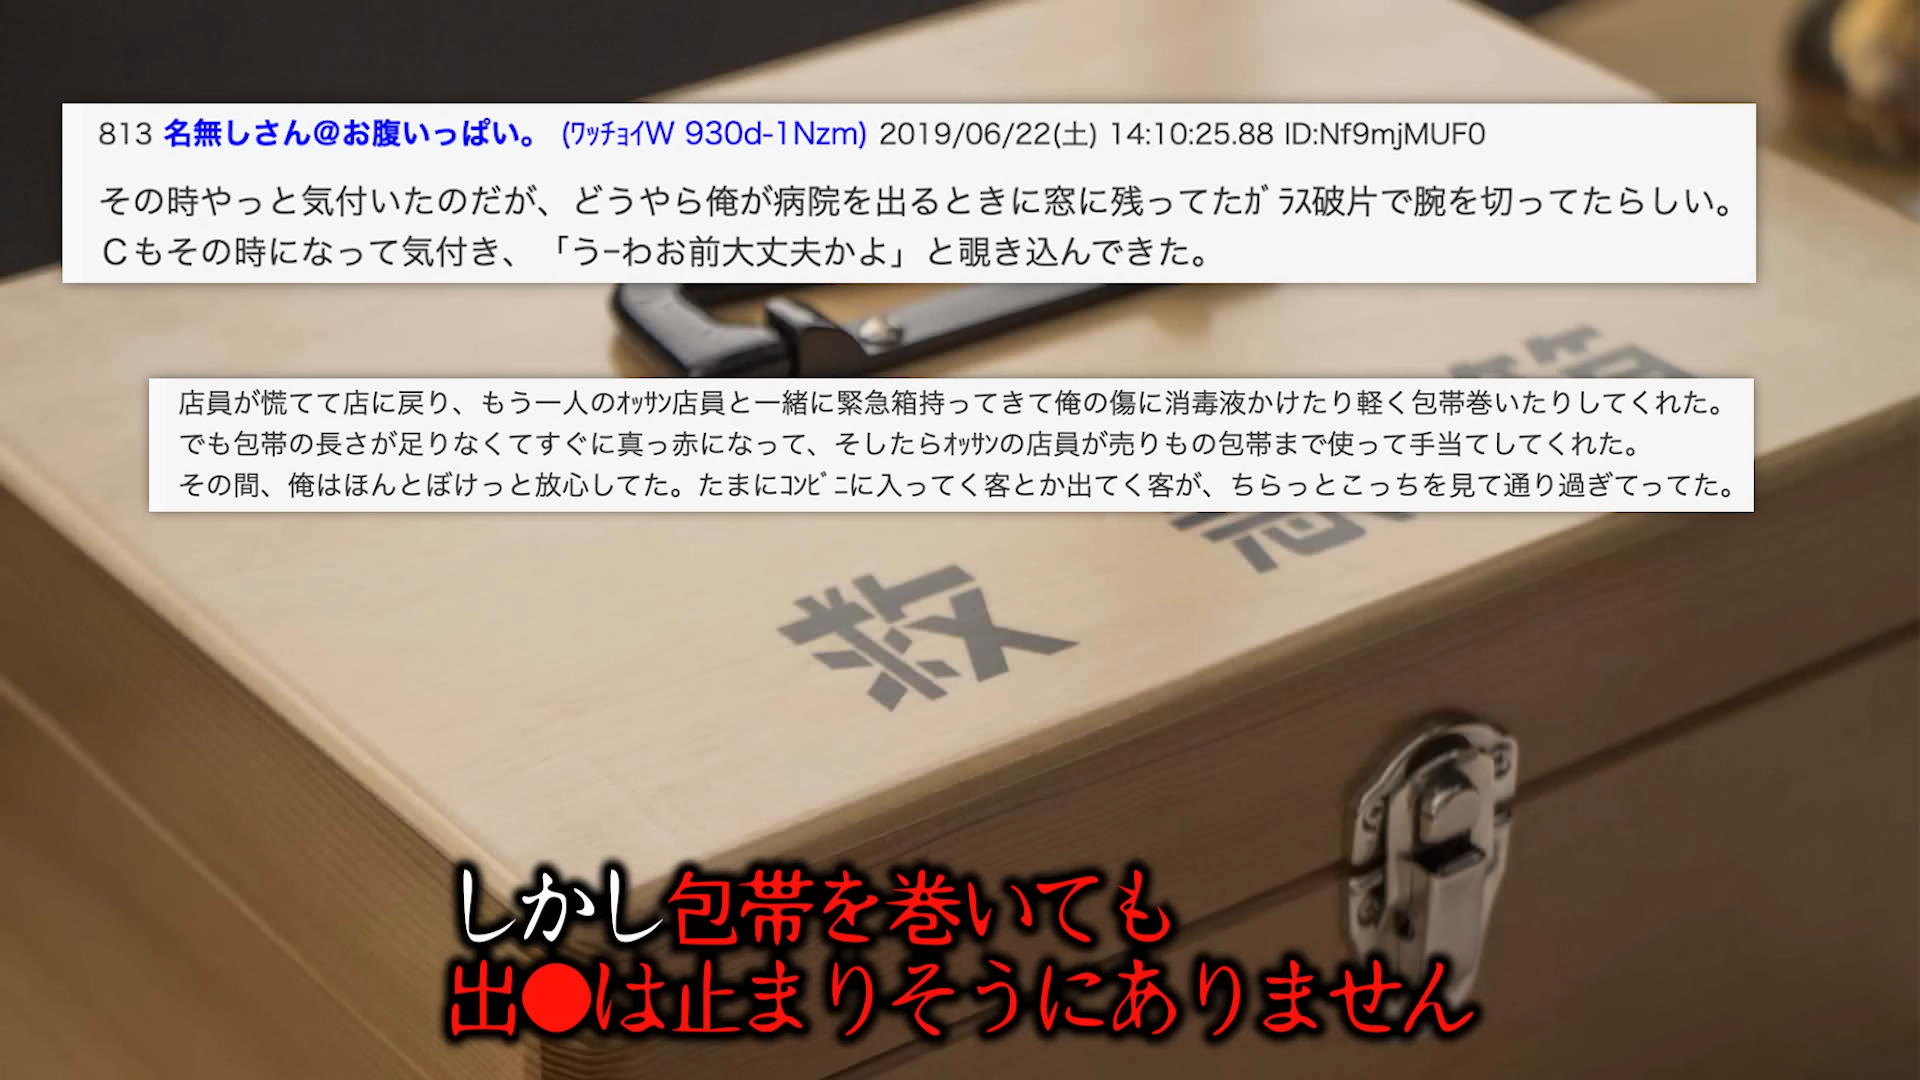 813 名無しさん@お腹いっぱい。 (ﾜｯﾁｮｲW 930d-1Nzm) 2019/06/22(土) 14:10:25.88 ID:Nf9mjMUF0
その時やっと気付いたのだが、どうやら俺が病院を出るときに窓に残ってたｶﾞﾗｽ破片で腕を切ってたらしい。
Ｃもその時になって気付き、「うｰわお前大丈夫かよ」と覗き込んできた。
店員が慌てて店に戻り、もう一人のｵｯｻﾝ店員と一緒に緊急箱持ってきて俺の傷に消毒液かけたり軽く包帯巻いたりしてくれた。
でも包帯の長さが足りなくてすぐに真っ赤になって、そしたらｵｯｻﾝの店員が売りもの包帯まで使って手当てしてくれた。
その間、俺はほんとぼけっと放心してた。たまにｺﾝﾋﾞﾆに入ってく客とか出てく客が、ちらっとこっちを見て通り過ぎてってた。
救急箱
しかし包帯を巻いても
出●は止まりそうにありません